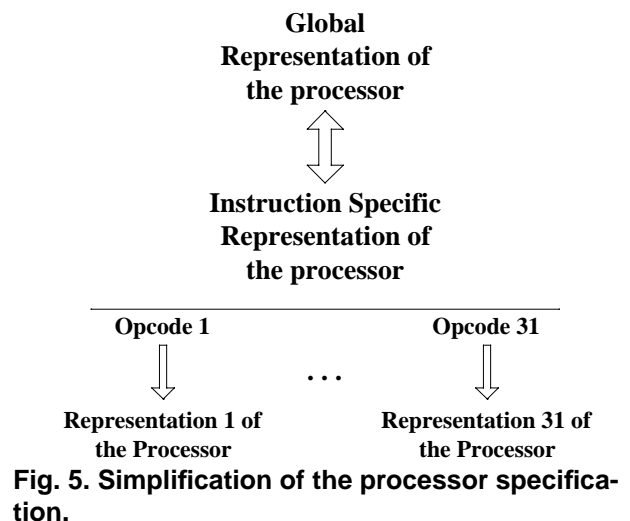 Global
Representation of
the processor
Instruction Specific
Representation of
the processor
Opcode 1
Opcode 31
...
Representation 1 of
the Processor
Representation 31 of
the Processor
Fig. 5. Simplification of the processor specifica-
tion.